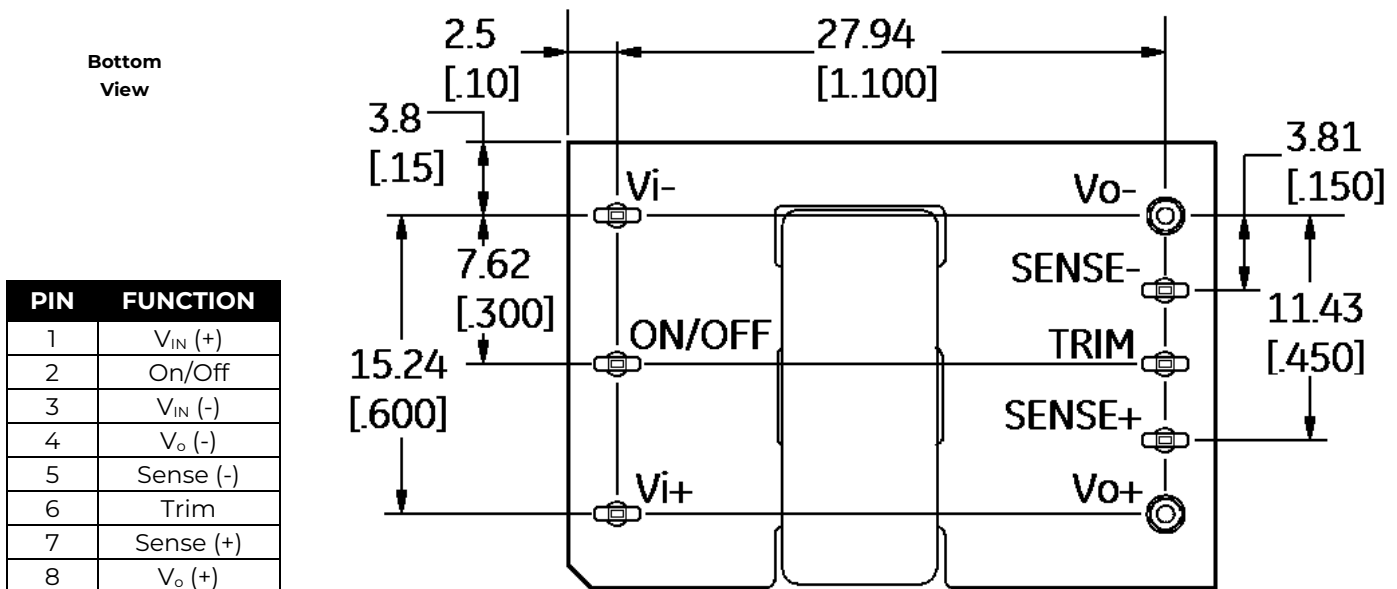 Bottom
View
2.5
[.10]
27.94
[1.100]
3.8
[.15]
3.81
[.150]
Vi-
Vo-
7.62
[.300]
SENSE-
11.43
[.450]
ON/OFF
TRIM
15.24
[.600]
SENSE+
Vi+
Vo+
PIN FUNCTION
1 VIN (+)
2 On/Off
3 VIN (-)
4 Vo (-)
5 Sense (-)
6 Trim
7 Sense (+)
8 Vo (+)